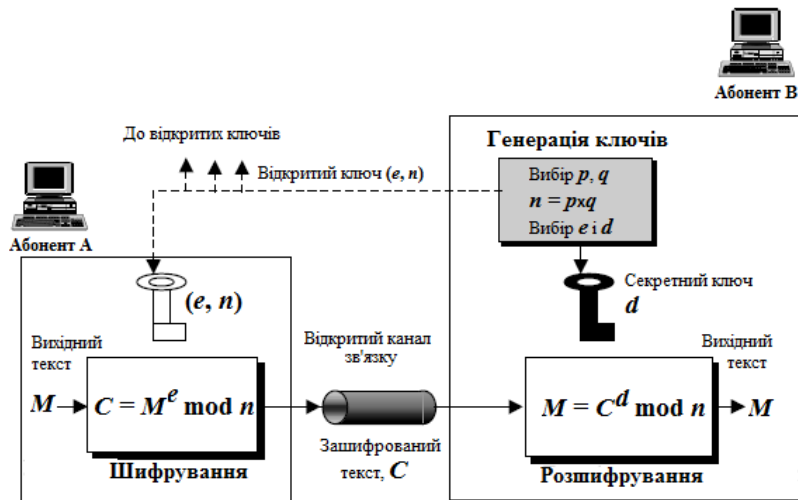 Абонент В
До відкритих ключів
Генерація ключів
Відкритий ключ (e, n)
Вибір p, q
n = pxq
Вибір e і d
Абонент А
(e, n)
Секретний ключ
d
Вихідний
текст
Відкритий канал
зв'язку
Вихідний
текст
M
C = M^e mod n
M = C^d mod n
M
Зашифрований
текст, C
Шифрування
Розшифрування